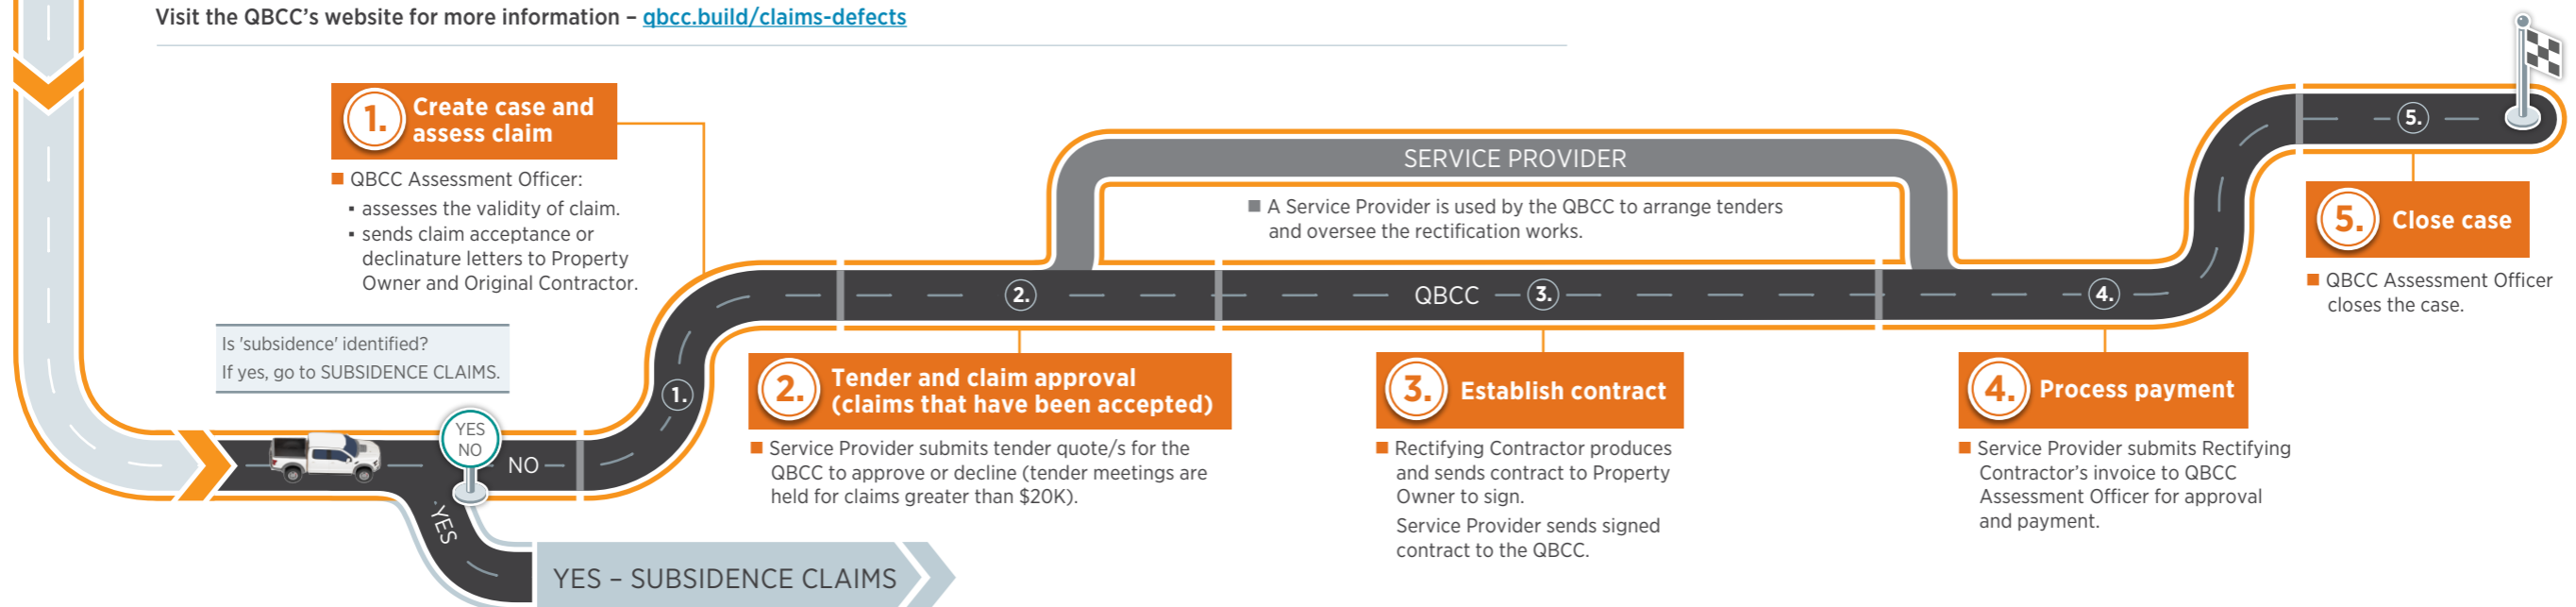 Visit the QBCC's website for more information – qbcc.build/claims-defects
1. Create case and
assess claim
QBCC Assessment Officer:
assesses the validity of claim.
sends claim acceptance or
declinature letters to Property
Owner and Original Contractor.
Is 'subsidence' identified?
If yes, go to SUBSIDENCE CLAIMS.
YES
NO
NO
YES
YES – SUBSIDENCE CLAIMS
1.
SERVICE PROVIDER
A Service Provider is used by the QBCC to arrange tenders
and oversee the rectification works.
2.
QBCC
3.
4.
5.
2. Tender and claim approval
(claims that have been accepted)
Service Provider submits tender quote/s for the
QBCC to approve or decline (tender meetings are
held for claims greater than $20K).
3. Establish contract
Rectifying Contractor produces
and sends contract to Property
Owner to sign.
Service Provider sends signed
contract to the QBCC.
4. Process payment
Service Provider submits Rectifying
Contractor's invoice to QBCC
Assessment Officer for approval
and payment.
5. Close case
QBCC Assessment Officer
closes the case.